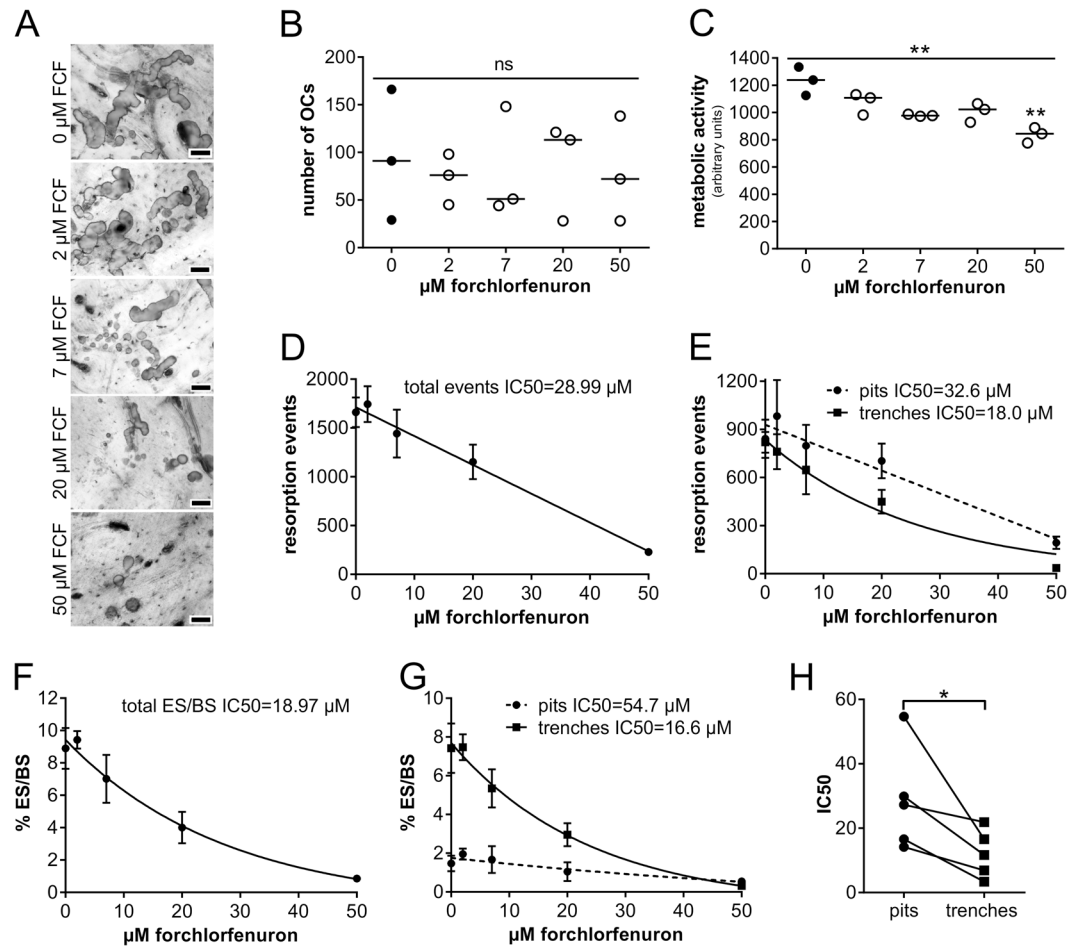 A
0 µM FCF
2 µM FCF
7 µM FCF
20 µM FCF
50 µM FCF
B
number of OCs
200
150
100
50
0
ns
0 2 7 20 50
µM forchlorfenuron
C
metabolic activity
(arbitrary units)
1400
1200
1000
800
600
400
200
0
**
**
0 2 7 20 50
µM forchlorfenuron
D
resorption events
2000
1500
1000
500
0
total events IC50=28.99 µM
0 10 20 30 40 50
µM forchlorfenuron
E
resorption events
1200
900
600
300
0
pits IC50=32.6 µM
trenches IC50=18.0 µM
0 10 20 30 40 50
µM forchlorfenuron
F
% ES/BS
12
10
8
6
4
2
0
total ES/BS IC50=18.97 µM
0 10 20 30 40 50
µM forchlorfenuron
G
% ES/BS
10
8
6
4
2
0
pits IC50=54.7 µM
trenches IC50=16.6 µM
0 10 20 30 40 50
µM forchlorfenuron
H
IC50
60
40
20
0
*
pits trenches